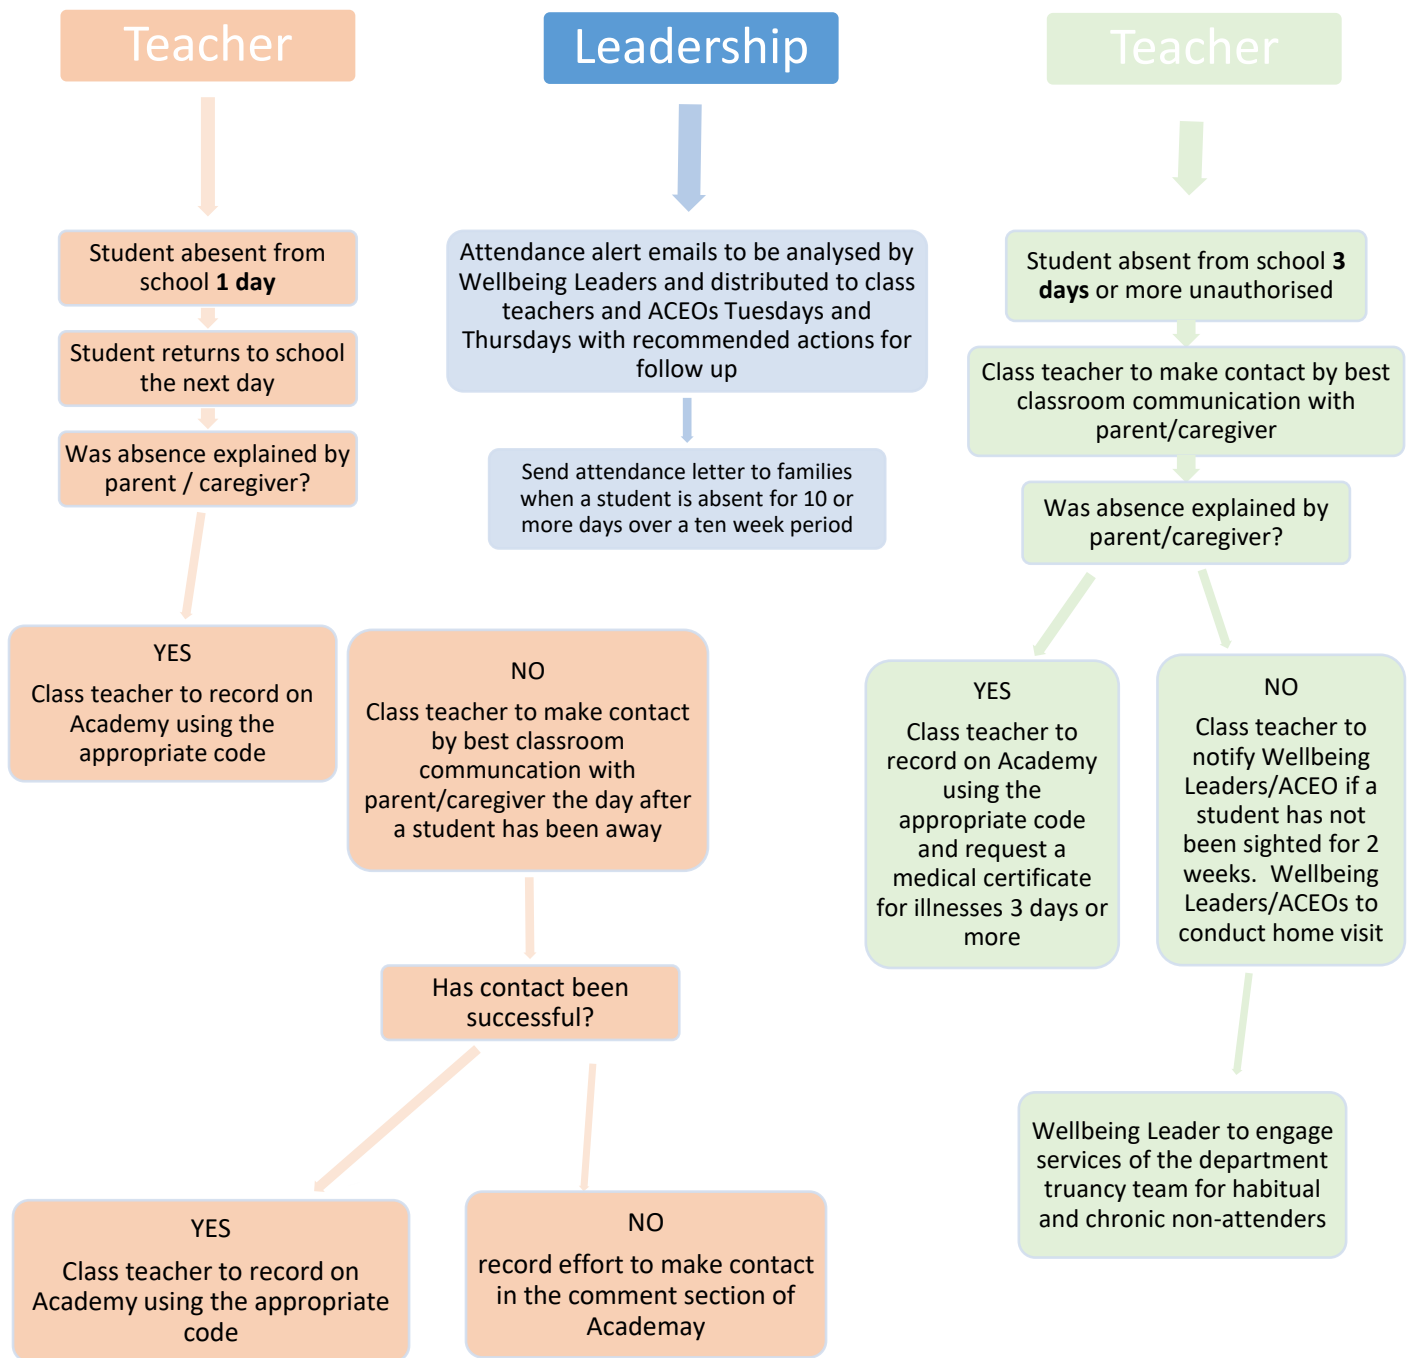 Teacher
Student abesent from
school 1 day
Student returns to school
the next day
Was absence explained by
parent / caregiver?
YES
Class teacher to record on
Academy using the
appropriate code
NO
Class teacher to make contact
by best classroom
communcation with
parent/caregiver the day after
a student has been away
Has contact been
successful?
YES
Class teacher to record on
Academy using the appropriate
code
NO
record effort to make contact
in the comment section of
Academay
Leadership
Attendance alert emails to be analysed by
Wellbeing Leaders and distributed to class
teachers and ACEOs Tuesdays and
Thursdays with recommended actions for
follow up
Send attendance letter to families
when a student is absent for 10 or
more days over a ten week period
Teacher
Student absent from school 3
days or more unauthorised
Class teacher to make contact by best
classroom communication with
parent/caregiver
Was absence explained by
parent/caregiver?
YES
Class teacher to
record on Academy
using the
appropriate code
and request a
medical certificate
for illnesses 3 days or
more
NO
Class teacher to
notify Wellbeing
Leaders/ACEO if a
student has not
been sighted for 2
weeks.  Wellbeing
Leaders/ACEOs to
conduct home visit
Wellbeing Leader to engage
services of the department
truancy team for habitual
and chronic non-attenders